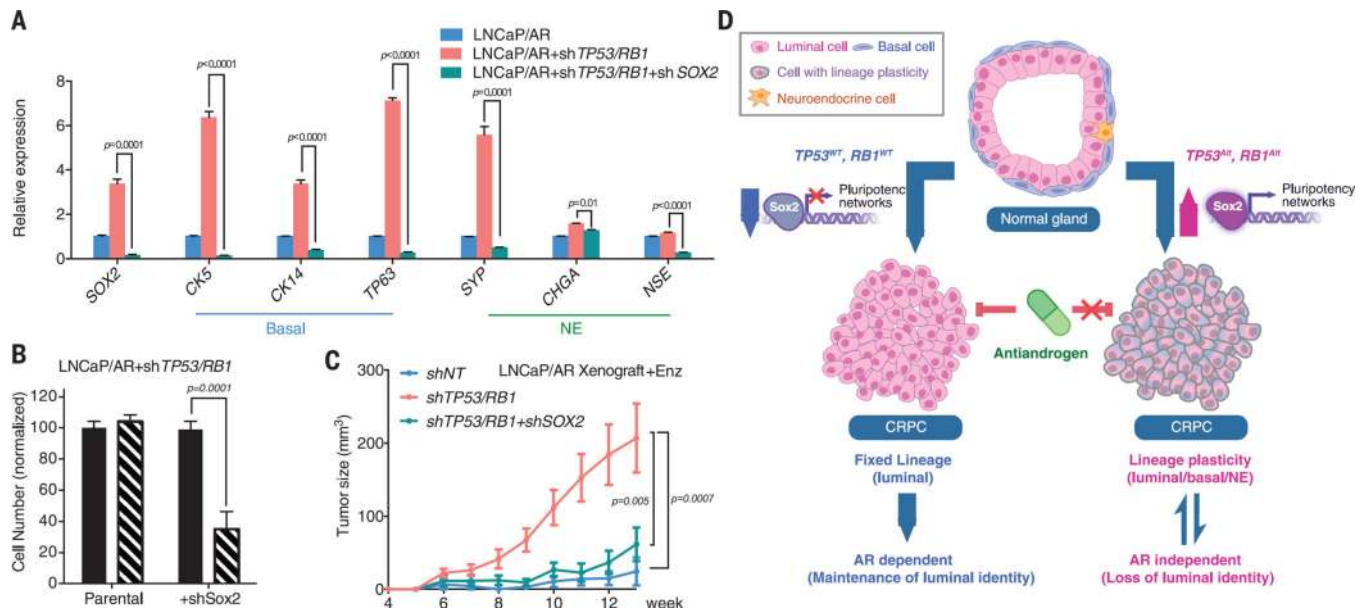 A
LNCaP/AR
LNCaP/AR+shTP53/RB1
LNCaP/AR+shTP53/RB1+shSOX2
Relative expression
8
6
4
2
0
p=0.0001
p<0.0001
p<0.0001
p<0.0001
p<0.0001
p=0.01
p<0.0001
SOX2
CK5
CK14
TP63
SYP
CHGA
NSE
Basal
NE
B
LNCaP/AR+shTP53/RB1
p=0.0001
Cell Number (normalized)
120
100
80
60
40
20
0
Parental
+shSox2
C
LNCaP/AR Xenograft+Enz
shNT
shTP53/RB1
shTP53/RB1+shSOX2
Tumor size (mm³)
300
200
100
0
p=0.005
p=0.0007
4
6
8
10
12
week
D
Luminal cell
Basal cell
Cell with lineage plasticity
Neuroendocrine cell
TP53ᵂᵀ, RB1ᵂᵀ
TP53ᴬˡᵗ, RB1ᴬˡᵗ
Sox2
Pluripotency
networks
Normal gland
Sox2
Pluripotency
networks
Antiandrogen
CRPC
CRPC
Fixed Lineage
(luminal)
Lineage plasticity
(luminal/basal/NE)
AR dependent
(Maintenance of luminal identity)
AR independent
(Loss of luminal identity)